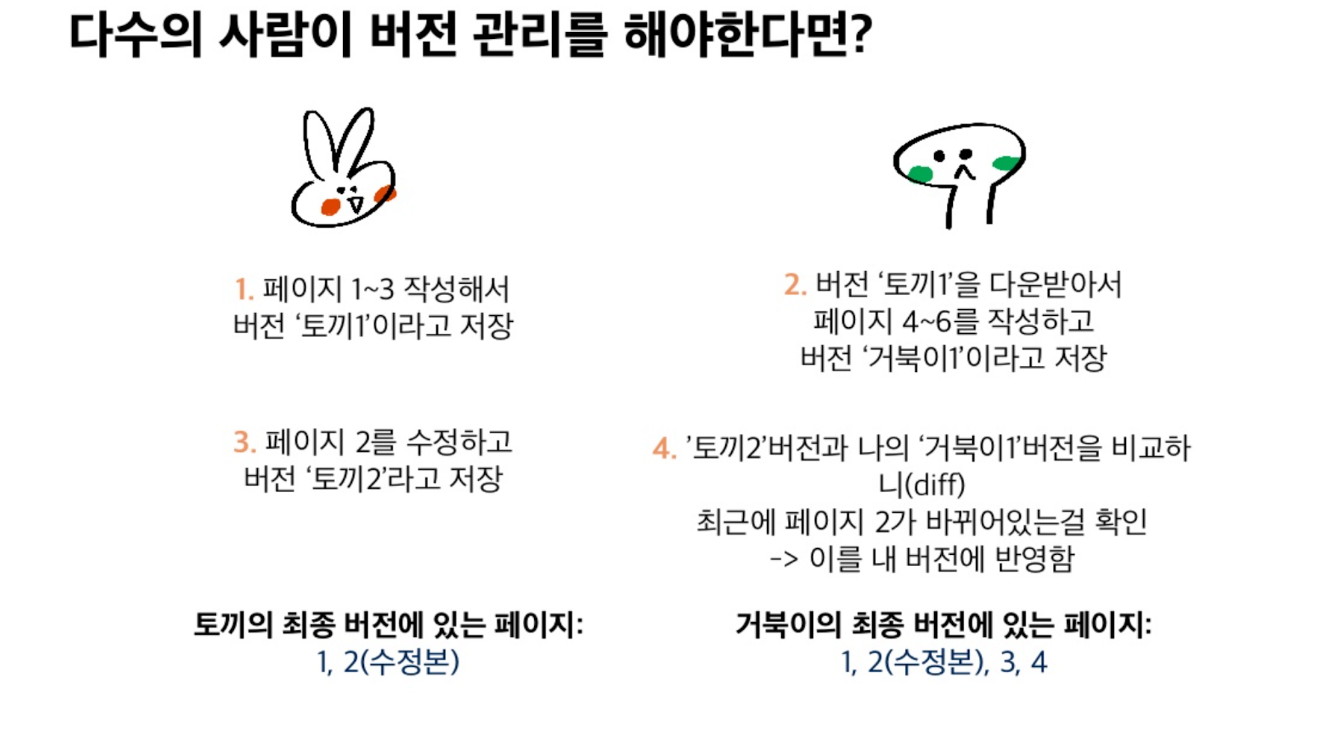 다수의 사람이 버전 관리를 해야한다면?
1. 페이지 1~3 작성해서
버전 ‘토끼1’이라고 저장
2. 버전 ‘토끼1’을 다운받아서
페이지 4~6를 작성하고
버전 ‘거북이1’이라고 저장
3. 페이지 2를 수정하고
버전 ‘토끼2’라고 저장
4. ’토끼2’버전과 나의 ‘거북이1’버전을 비교하
니(diff)
최근에 페이지 2가 바뀌어있는걸 확인
-> 이를 내 버전에 반영함
토끼의 최종 버전에 있는 페이지:
1, 2(수정본)
거북이의 최종 버전에 있는 페이지:
1, 2(수정본), 3, 4